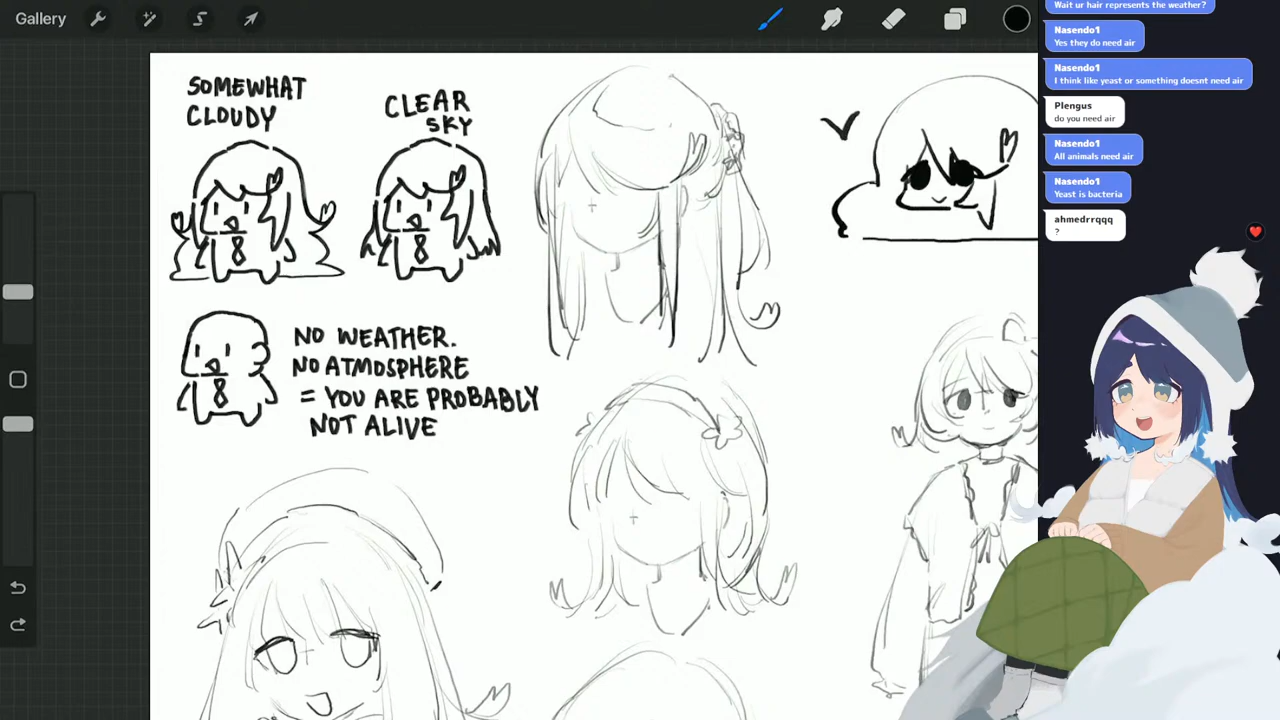 Gallery
SOMEWHAT
CLOUDY
CLEAR
SKY
NO WEATHER.
NO ATMOSPHERE
= YOU ARE PROBABLY
NOT ALIVE
Wait ur hair represents the weather?
Nasendo1
Yes they do need air
Nasendo1
I think like yeast or something doesnt need air
Plengus
do you need air
Nasendo1
All animals need air
Nasendo1
Yeast is bacteria
ahmedrrqqq
?